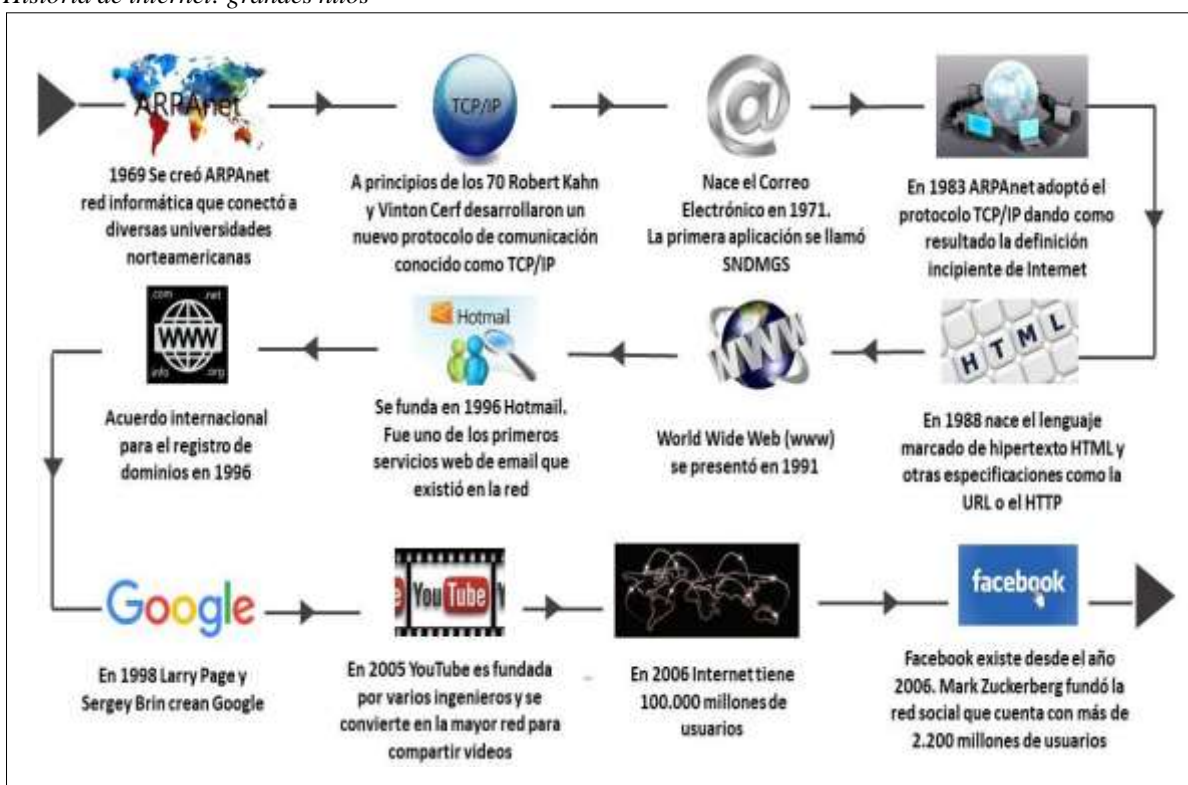 Historia de internet: grandes hitos
ARPAnet
1969 Se creó ARPAnet
red informática que conectó a
diversas universidades
norteamericanas
TCP/IP
A principios de los 70 Robert Kahn
y Vinton Cerf desarrollaron un
nuevo protocolo de comunicación
conocido como TCP/IP
@
Nace el Correo
Electrónico en 1971.
La primera aplicación se llamó
SNDMGS
En 1983 ARPAnet adoptó el
protocolo TCP/IP dando como
resultado la definición
incipiente de Internet
HTML
En 1988 nace el lenguaje
marcado de hipertexto HTML y
otras especificaciones como la
URL o el HTTP
WWW
World Wide Web (www)
se presentó en 1991
Hotmail
Se funda en 1996 Hotmail.
Fue uno de los primeros
servicios web de email que
existió en la red
.com .net
WWW
info .org
Acuerdo internacional
para el registro de
dominios en 1996
Google
En 1998 Larry Page y
Sergey Brin crean Google
YouTube
En 2005 YouTube es fundada
por varios ingenieros y se
convierte en la mayor red para
compartir videos
En 2006 Internet tiene
100.000 millones de
usuarios
facebook
Facebook existe desde el año
2006. Mark Zuckerberg fundó la
red social que cuenta con más de
2.200 millones de usuarios